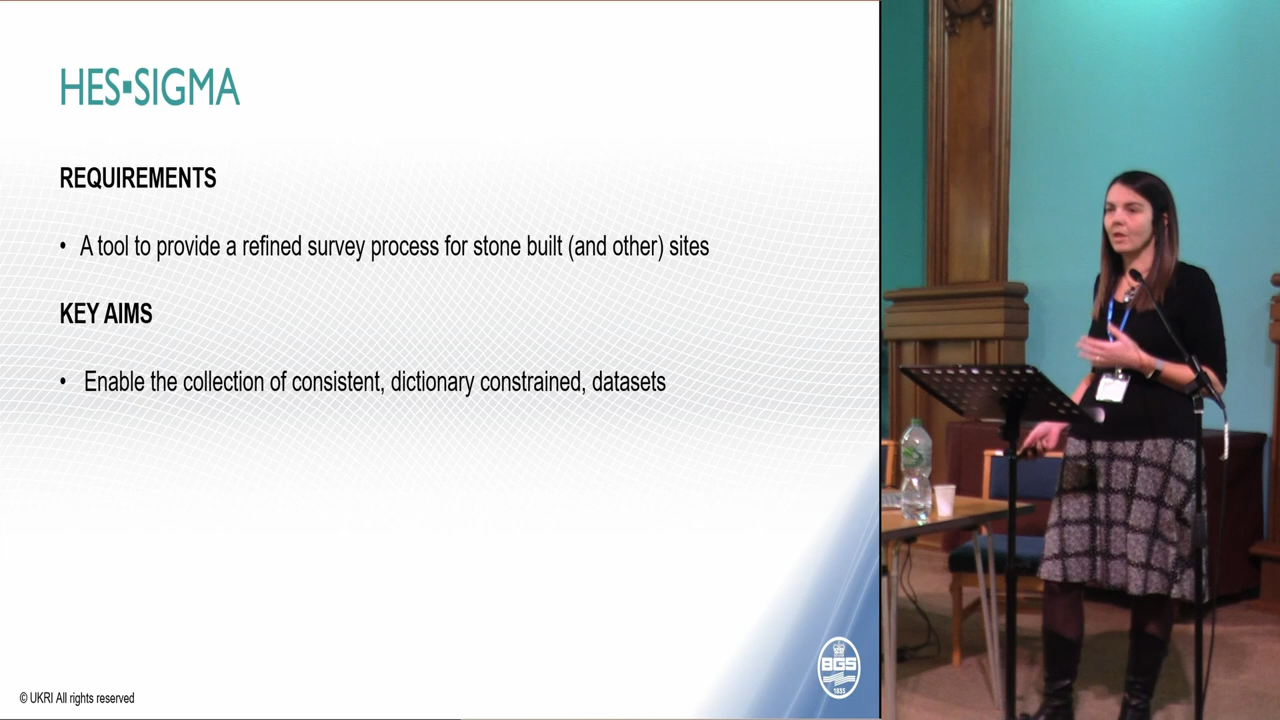 HES▪SIGMA
REQUIREMENTS
• A tool to provide a refined survey process for stone built (and other) sites
KEY AIMS
• Enable the collection of consistent, dictionary constrained, datasets
BGS
1835
© UKRI All rights reserved